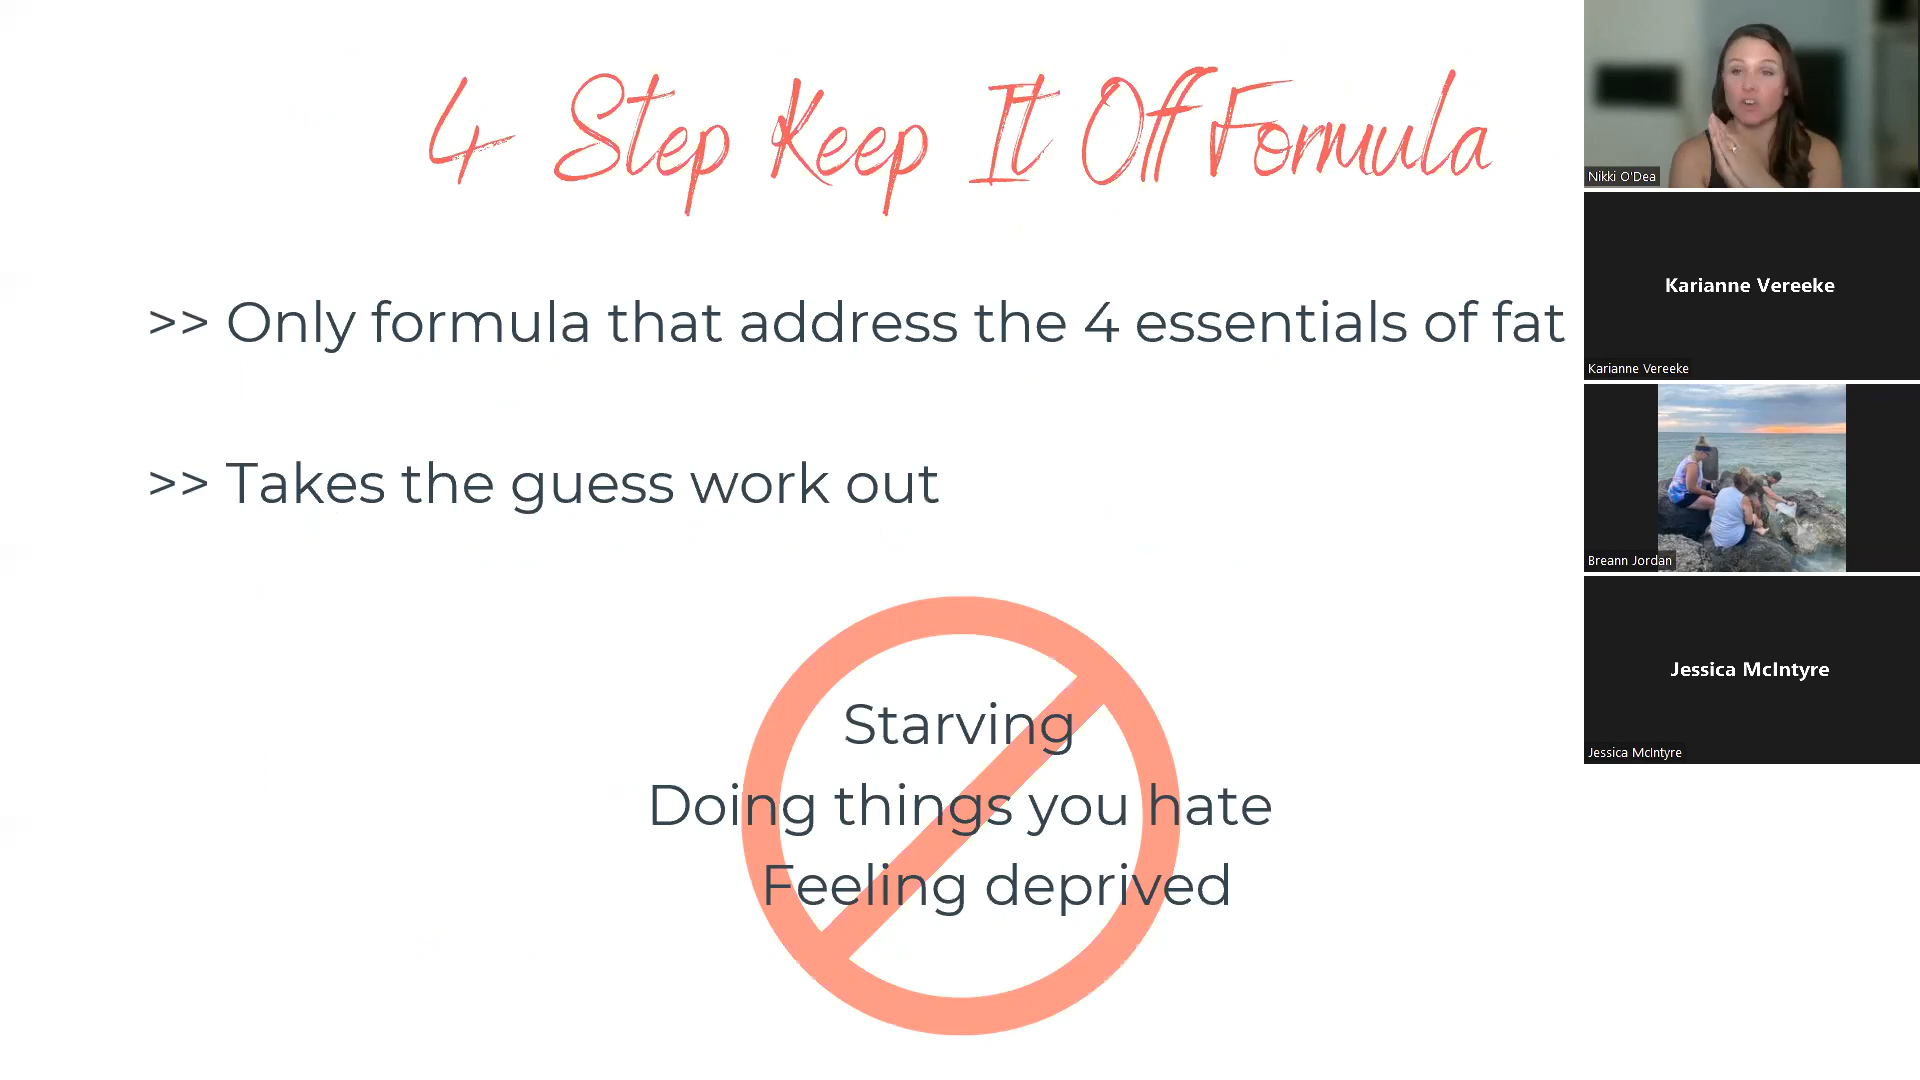 4 Step Keep It Off Formula
>> Only formula that address the 4 essentials of fat
>> Takes the guess work out
Starving
Doing things you hate
Feeling deprived
Nikki O'Dea
Karianne Vereeke
Karianne Vereeke
Breann Jordan
Jessica McIntyre
Jessica McIntyre